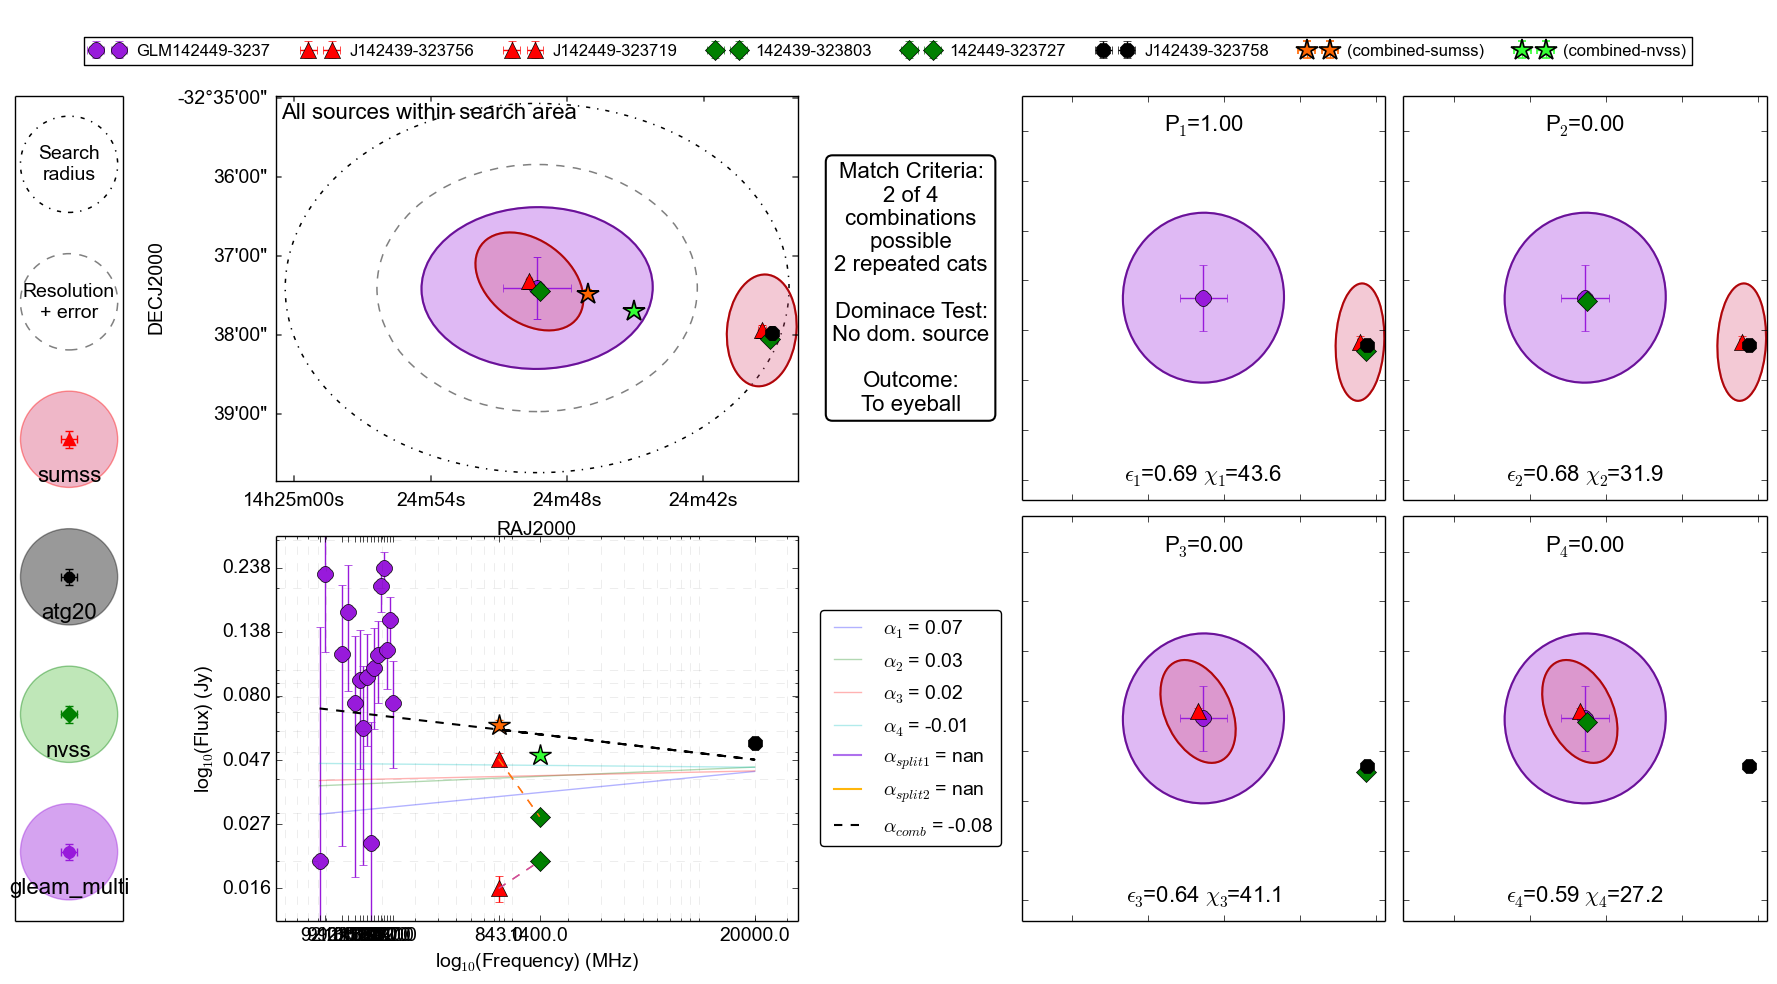 GLM142449-3237
J142439-323756
J142449-323719
142439-323803
142449-323727
J142439-323758
(combined-sumss)
(combined-nvss)
Search
radius
Resolution
+ error
sumss
atg20
nvss
gleam_multi
All sources within search area
-32°35'00"
36'00"
37'00"
38'00"
39'00"
DECJ2000
14h25m00s
24m54s
24m48s
24m42s
RAJ2000
Match Criteria:
2 of 4
combinations
possible
2 repeated cats
Dominace Test:
No dom. source
Outcome:
To eyeball
P₁=1.00
ϵ₁=0.69 χ₁=43.6
P₂=0.00
ϵ₂=0.68 χ₂=31.9
P₃=0.00
ϵ₃=0.64 χ₃=41.1
P₄=0.00
ϵ₄=0.59 χ₄=27.2
0.238
0.138
0.080
0.047
0.027
0.016
log₁₀(Flux) (Jy)
843.0
1400.0
20000.0
log₁₀(Frequency) (MHz)
α₁ = 0.07
α₂ = 0.03
α₃ = 0.02
α₄ = -0.01
αsplit1 = nan
αsplit2 = nan
αcomb = -0.08